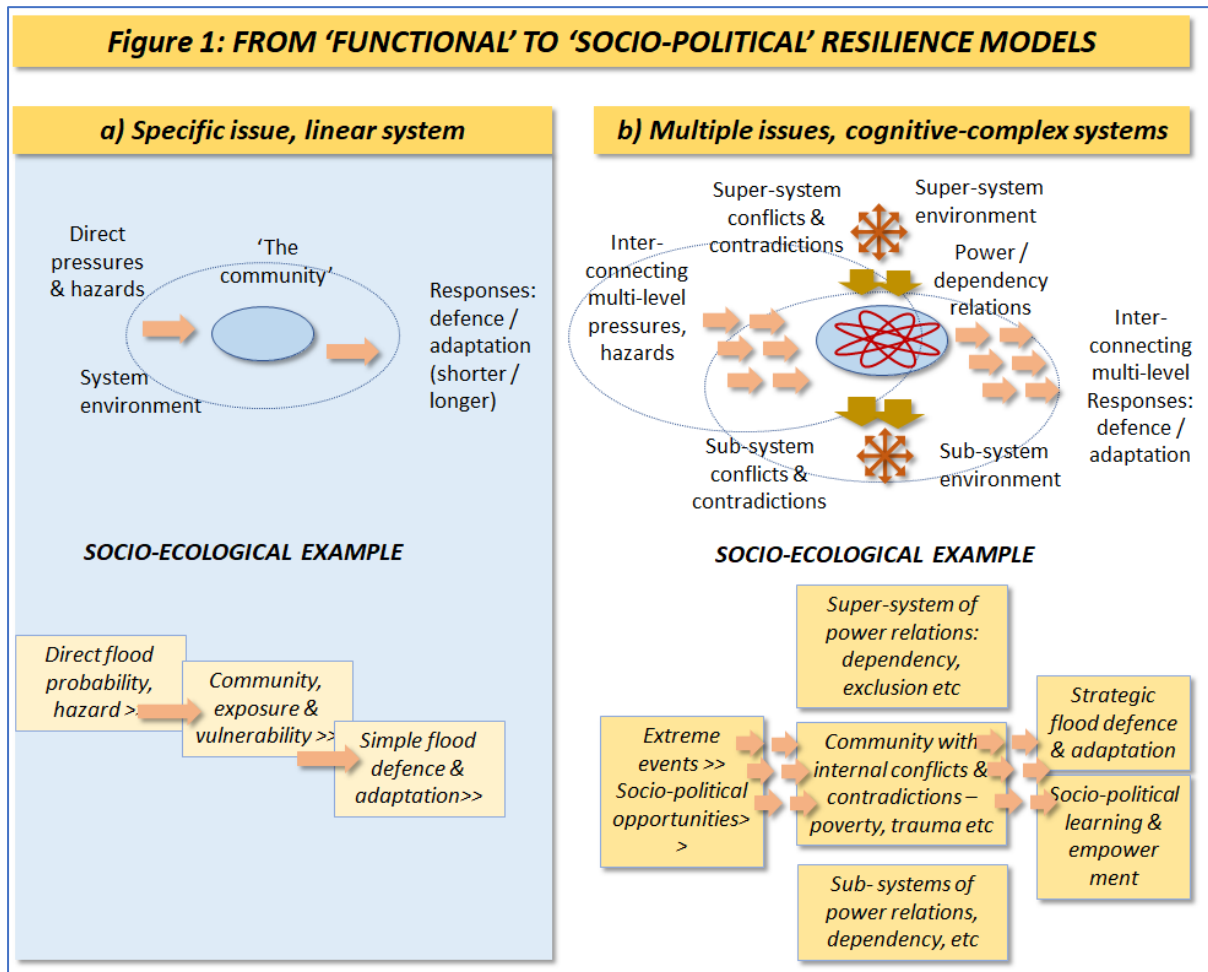 Figure 1: FROM ‘FUNCTIONAL’ TO ‘SOCIO-POLITICAL’ RESILIENCE MODELS
a) Specific issue, linear system
Direct
pressures
& hazards
‘The
community’
System
environment
Responses:
defence /
adaptation
(shorter /
longer)
SOCIO-ECOLOGICAL EXAMPLE
Direct flood
probability,
hazard >>
Community,
exposure &
vulnerability >>
Simple flood
defence &
adaptation>>
b) Multiple issues, cognitive-complex systems
Super-system
conflicts &
contradictions
Super-system
environment
Inter-
connecting
multi-level
pressures,
hazards
Power /
dependency
relations
Inter-
connecting
multi-level
Responses:
defence /
adaptation
Sub-system
conflicts &
contradictions
Sub-system
environment
SOCIO-ECOLOGICAL EXAMPLE
Super-system of
power relations:
dependency,
exclusion etc
Extreme
events >>
Socio-political
opportunities>
>
Community with
internal conflicts &
contradictions –
poverty, trauma etc
Strategic
flood defence
& adaptation
Socio-political
learning &
empower
ment
Sub- systems of
power relations,
dependency, etc